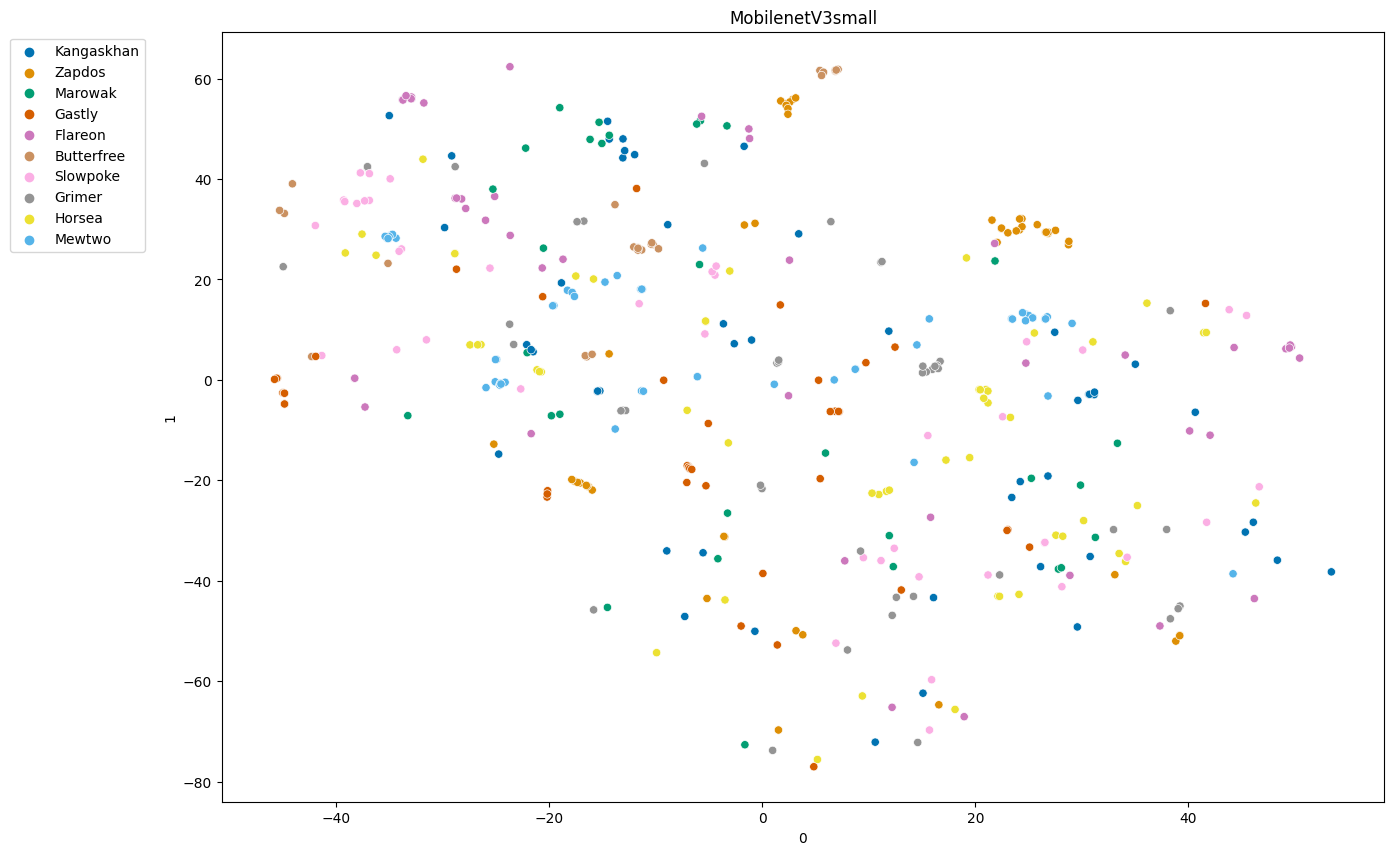 MobilenetV3small
Kangaskhan
Zapdos
Marowak
Gastly
Flareon
Butterfree
Slowpoke
Grimer
Horsea
Mewtwo
60
40
20
0
−20
−40
−60
−80
1
−40
−20
0
20
40
0